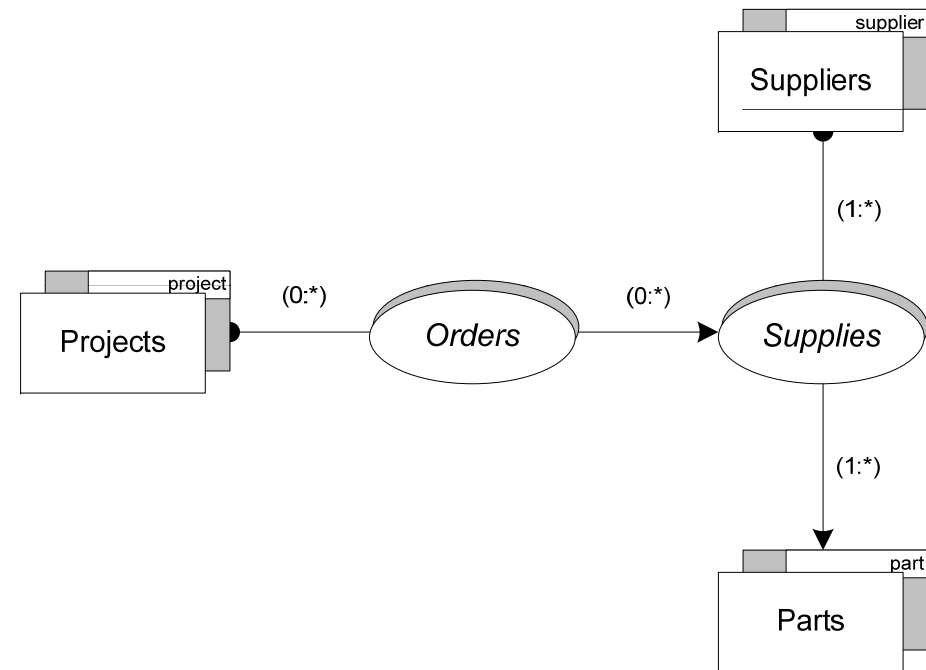 supplier
Suppliers
(1:*)
project
Projects
(0:*)
Orders
(0:*)
Supplies
(1:*)
part
Parts